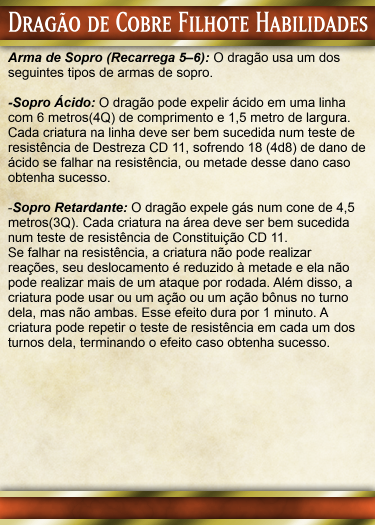 Dragão de Cobre Filhote Habilidades
Arma de Sopro (Recarrega 5–6): O dragão usa um dos
seguintes tipos de armas de sopro.
-Sopro Ácido: O dragão pode expelir ácido em uma linha
com 6 metros(4Q) de comprimento e 1,5 metro de largura.
Cada criatura na linha deve ser bem sucedida num teste de
resistência de Destreza CD 11, sofrendo 18 (4d8) de dano de
ácido se falhar na resistência, ou metade desse dano caso
obtenha sucesso.
-Sopro Retardante: O dragão expele gás num cone de 4,5
metros(3Q). Cada criatura na área deve ser bem sucedida
num teste de resistência de Constituição CD 11.
Se falhar na resistência, a criatura não pode realizar
reações, seu deslocamento é reduzido à metade e ela não
pode realizar mais de um ataque por rodada. Além disso, a
criatura pode usar ou um ação ou um ação bônus no turno
dela, mas não ambas. Esse efeito dura por 1 minuto. A
criatura pode repetir o teste de resistência em cada um dos
turnos dela, terminando o efeito caso obtenha sucesso.